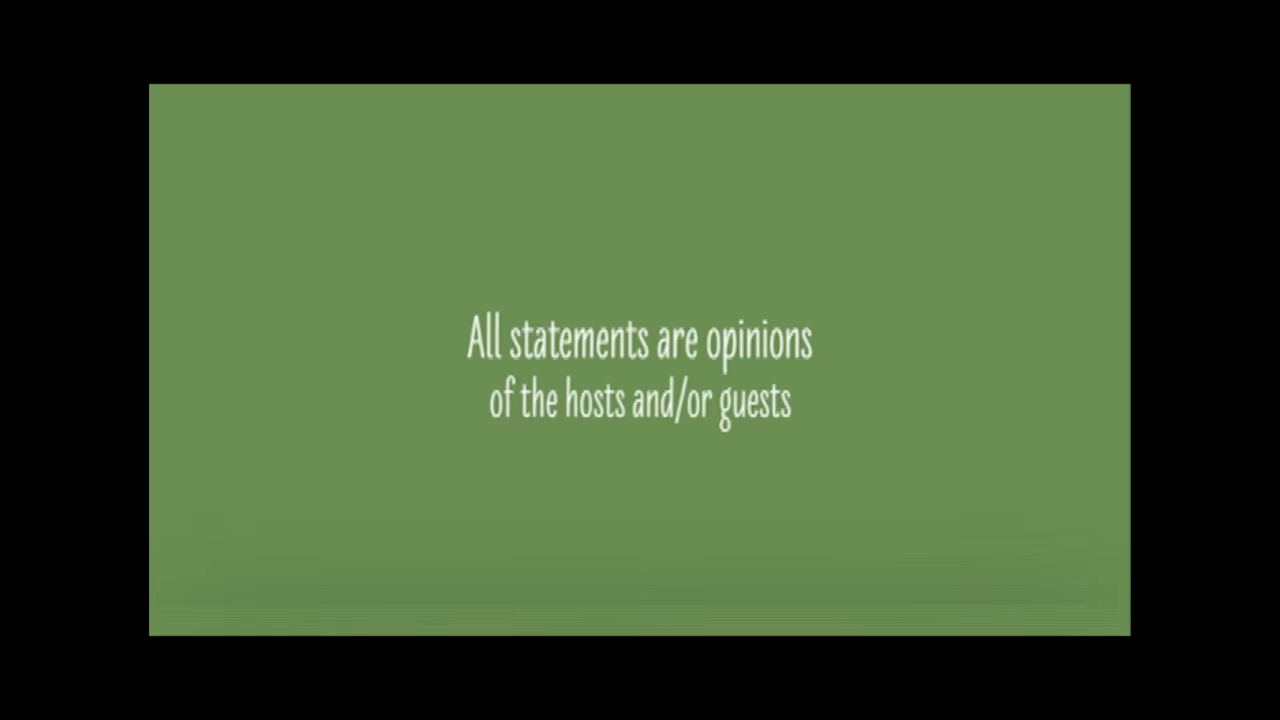 All statements are opinions
of the hosts and/or guests